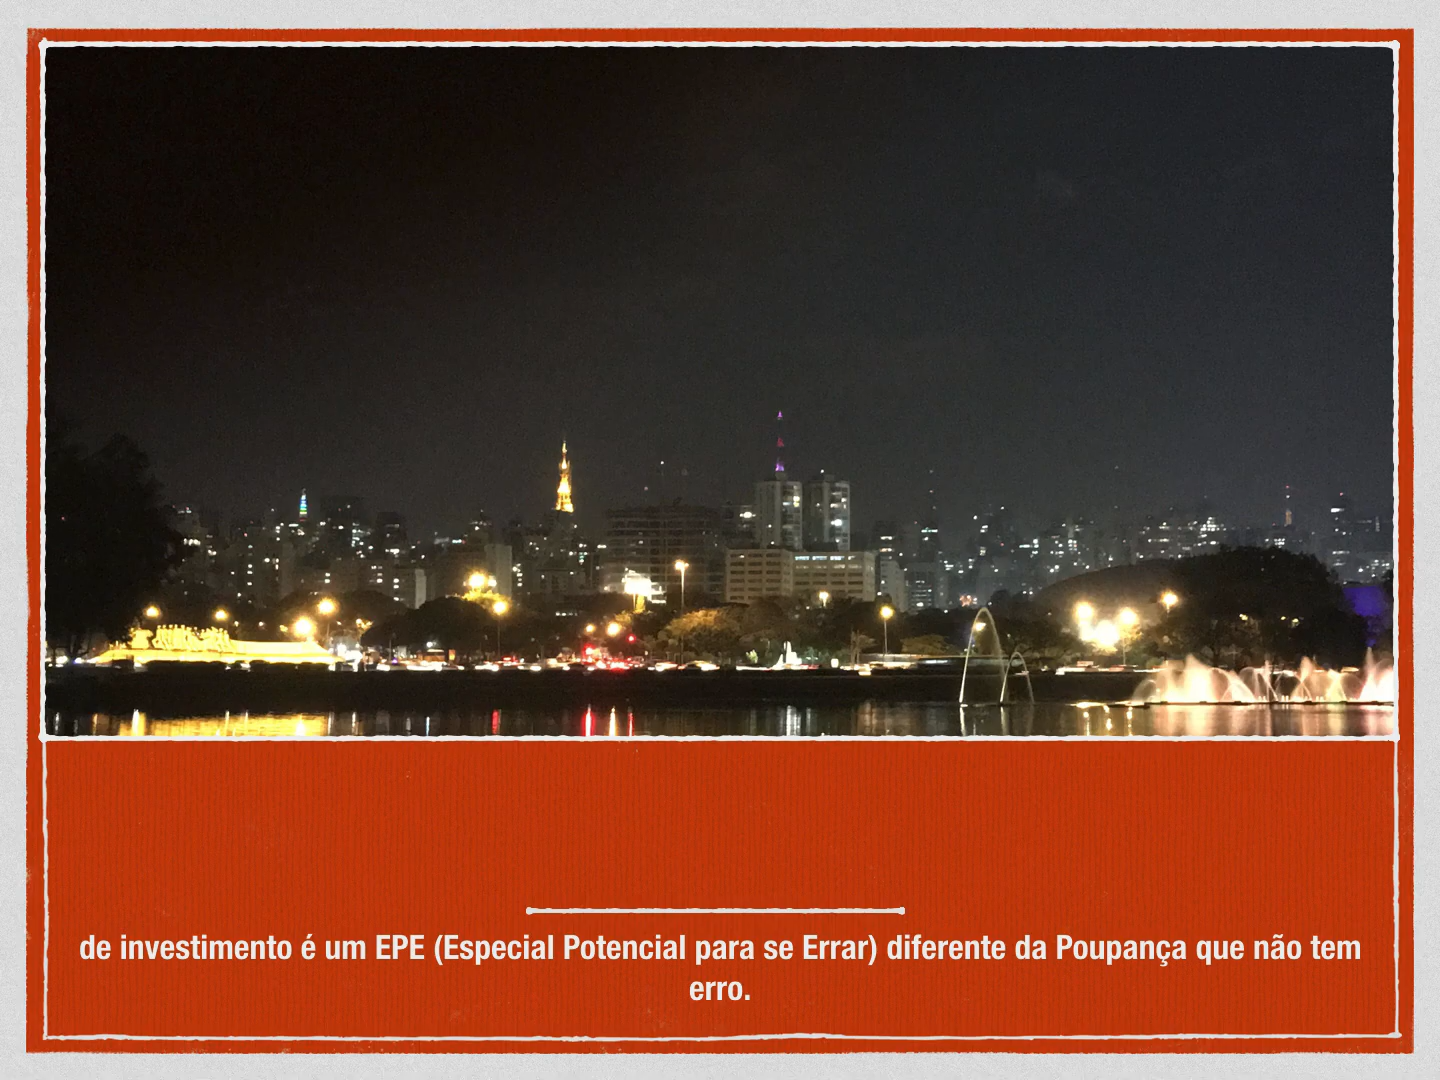 de investimento é um EPE (Especial Potencial para se Errar) diferente da Poupança que não tem
erro.